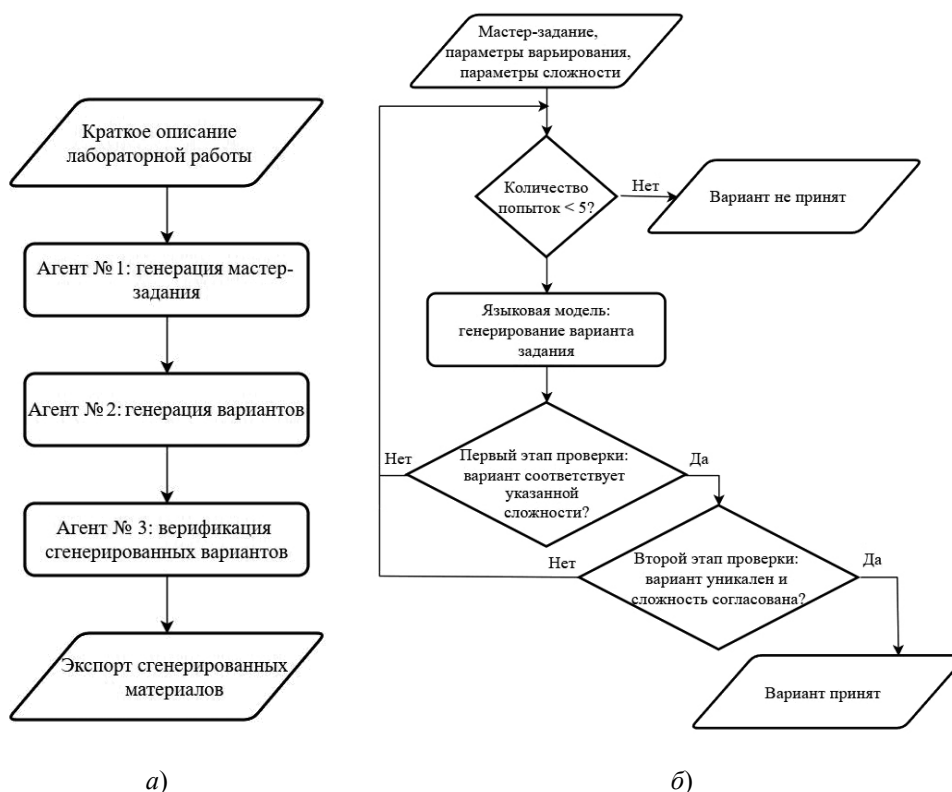 Краткое описание
лабораторной работы
Агент № 1: генерация мастер-
задания
Агент № 2: генерация вариантов
Агент № 3: верификация
сгенерированных вариантов
Экспорт сгенерированных
материалов
а)
Мастер-задание,
параметры варьирования,
параметры сложности
Количество
попыток < 5?
Нет
Вариант не принят
Языковая модель:
генерирование варианта
задания
Нет
Первый этап проверки:
вариант соответствует
указанной
сложности?
Да
Нет
Второй этап проверки:
вариант уникален и
сложность согласована?
Да
Вариант принят
б)